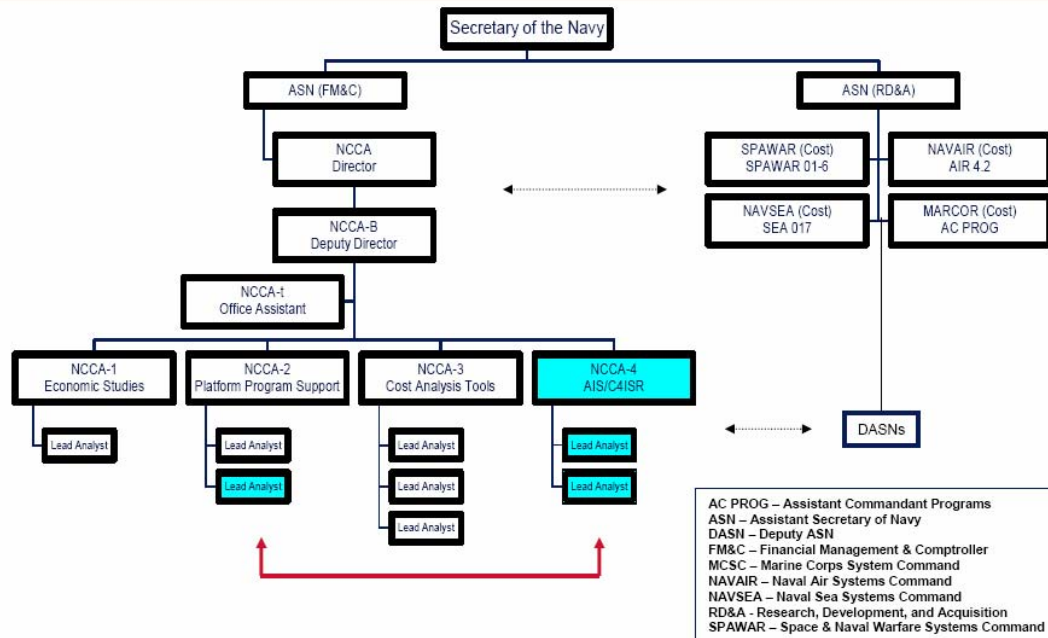 Secretary of the Navy
ASN (FM&C)
ASN (RD&A)
NCCA
Director
SPAWAR (Cost)
SPAWAR 01-6
NAVAIR (Cost)
AIR 4.2
NCCA-B
Deputy Director
NAVSEA (Cost)
SEA 017
MARCOR (Cost)
AC PROG
NCCA-t
Office Assistant
NCCA-1
Economic Studies
NCCA-2
Platform Program Support
NCCA-3
Cost Analysis Tools
NCCA-4
AIS/C4ISR
Lead Analyst
Lead Analyst
Lead Analyst
Lead Analyst
Lead Analyst
Lead Analyst
Lead Analyst
Lead Analyst
DASNs
AC PROG – Assistant Commandant Programs
ASN – Assistant Secretary of Navy
DASN – Deputy ASN
FM&C – Financial Management & Comptroller
MCSC – Marine Corps System Command
NAVAIR – Naval Air Systems Command
NAVSEA – Naval Sea Systems Command
RD&A - Research, Development, and Acquisition
SPAWAR – Space & Naval Warfare Systems Command